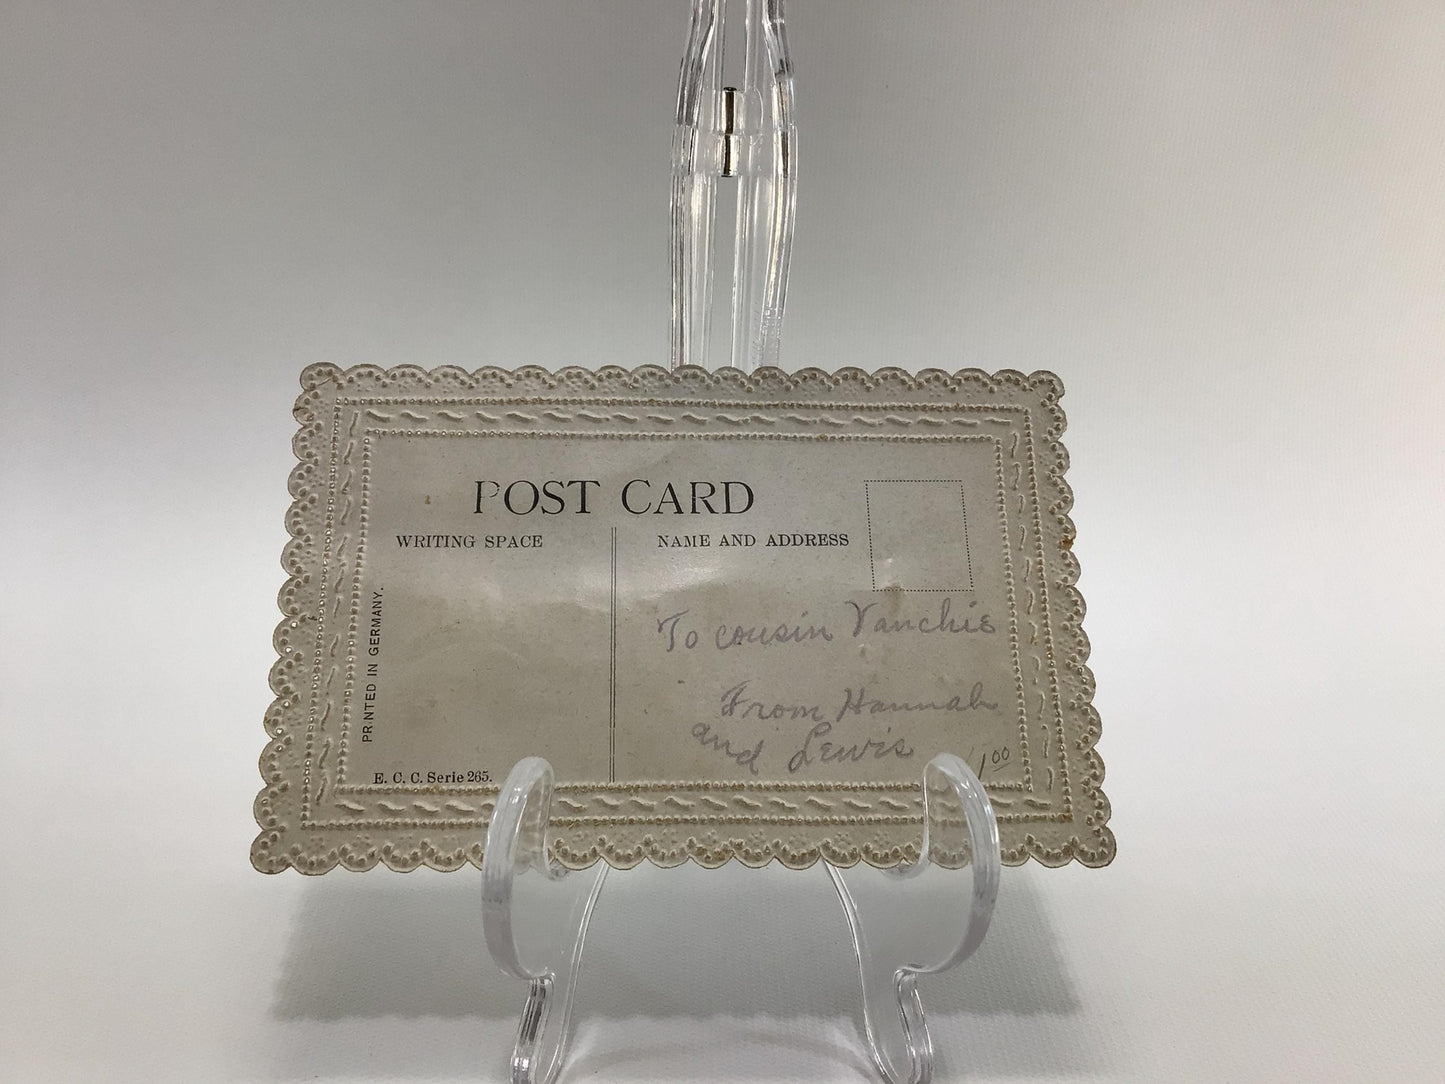 POST CARD
WRITING SPACE
NAME AND ADDRESS
PRINTED IN GERMANY.
To cousin Vanchie
From Hannah
and Lewis
E. C. C. Serie 265.
1 00